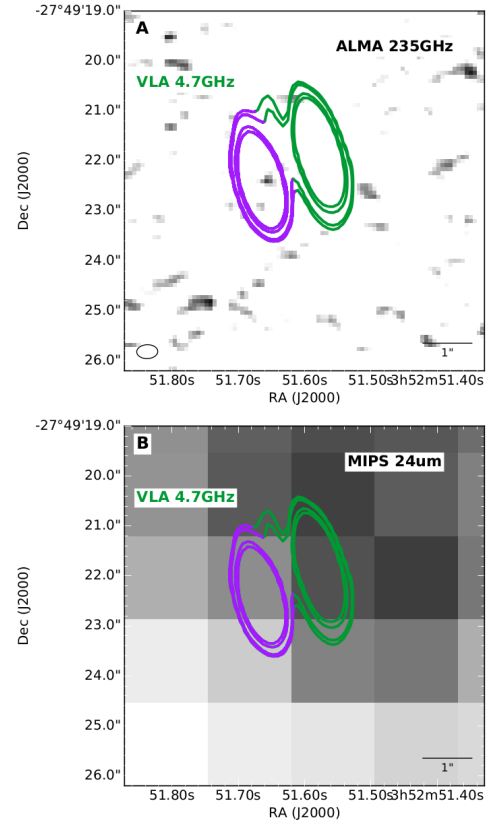 -27°49'19.0"
A
ALMA 235GHz
20.0"
VLA 4.7GHz
21.0"
22.0"
Dec (J2000)
23.0"
24.0"
25.0"
1"
26.0"
51.80s 51.70s 51.60s 51.50s 3h52m51.40s
RA (J2000)
-27°49'19.0"
B
MIPS 24um
20.0"
VLA 4.7GHz
21.0"
22.0"
Dec (J2000)
23.0"
24.0"
25.0"
1"
26.0"
51.80s 51.70s 51.60s 51.50s 3h52m51.40s
RA (J2000)